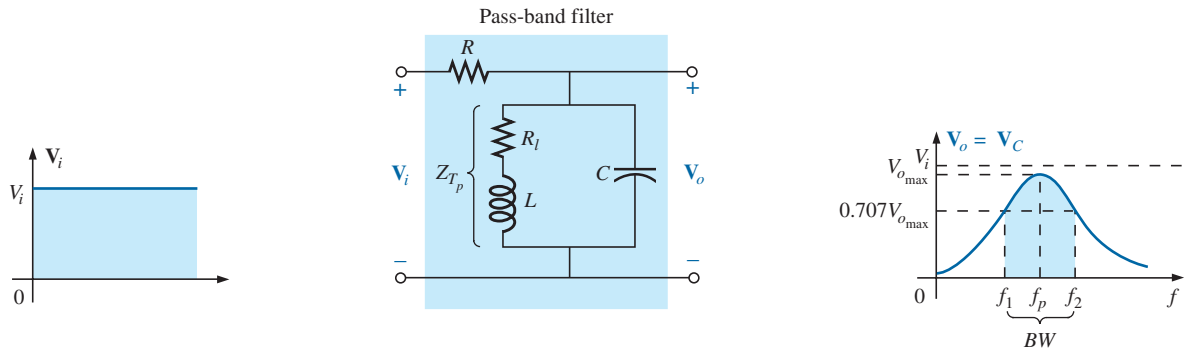 Pass-band filter
V_i
V_i
0
f
R
+
+
Z_{T_p}
R_l
L
C
V_i
V_o
–
–
V_o = V_C
V_i
V_{o_max}
0.707V_{o_max}
0
f_1
f_p
f_2
f
BW